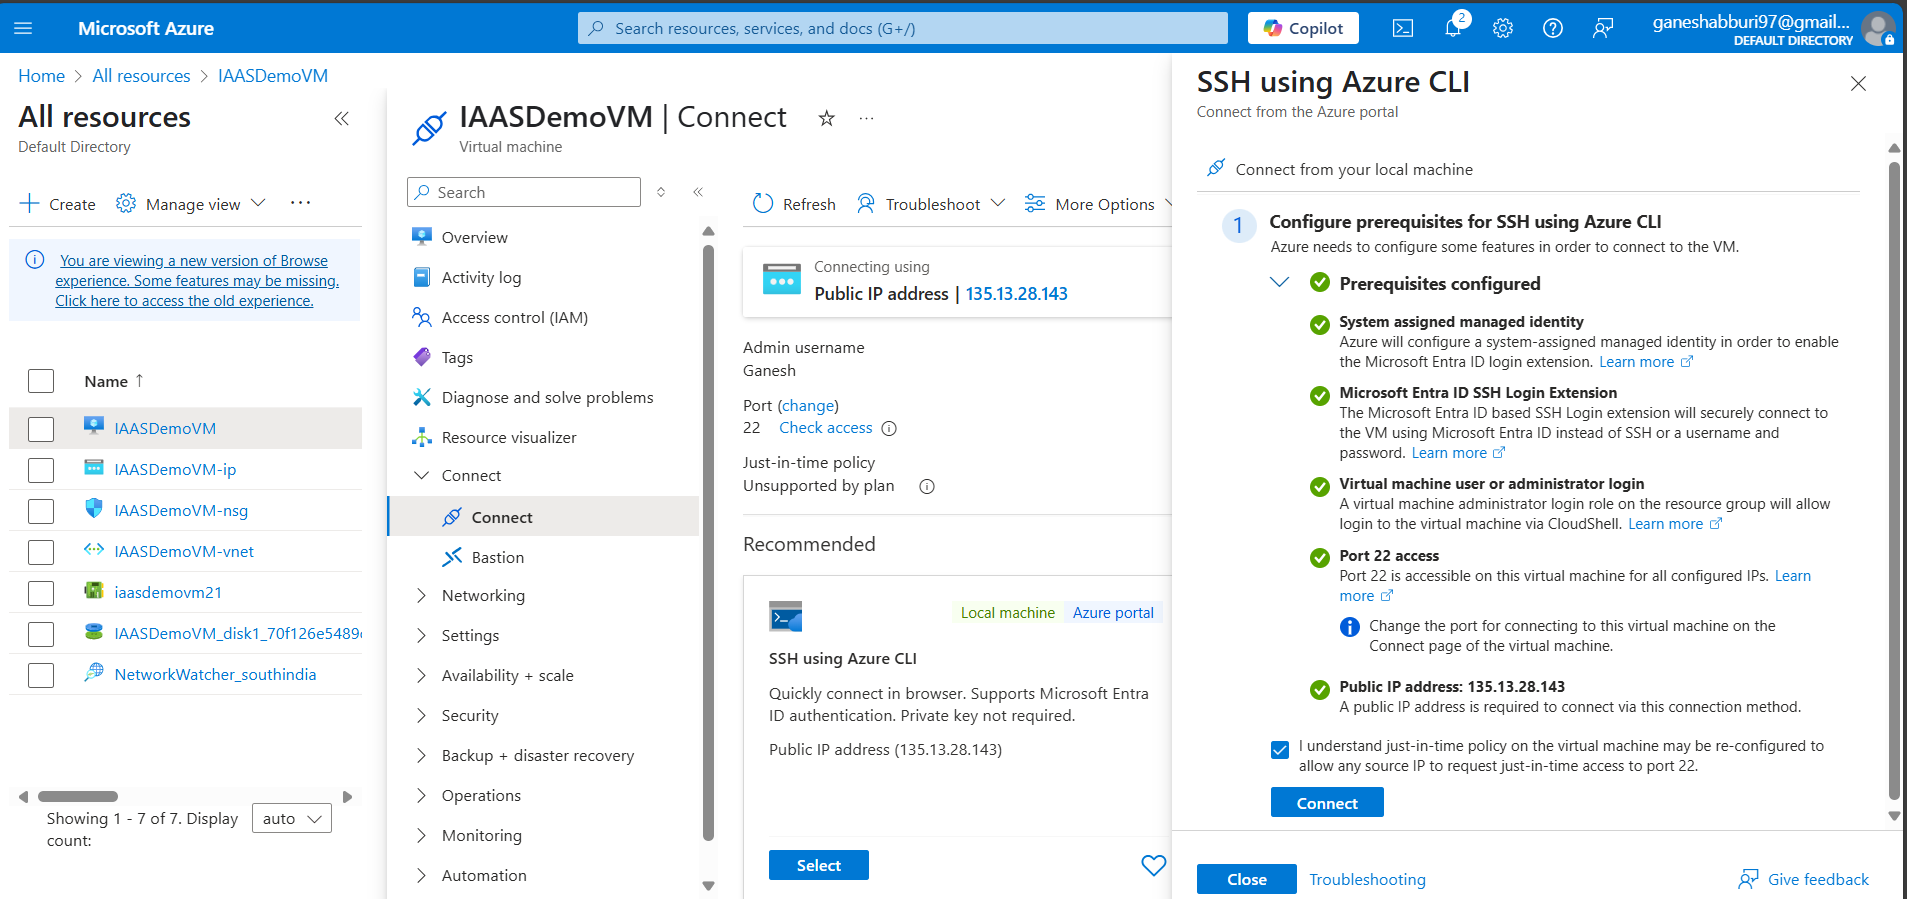 Microsoft Azure
Search resources, services, and docs (G+/)
Copilot
2
ganeshabburi97@gmail....
DEFAULT DIRECTORY
Home > All resources > IAASDemoVM
All resources
Default Directory
Create
Manage view
...
You are viewing a new version of Browse
experience. Some features may be missing.
Click here to access the old experience.
Name ↑
IAASDemoVM
IAASDemoVM-ip
IAASDemoVM-nsg
IAASDemoVM-vnet
iaasdemovm21
IAASDemoVM_disk1_70f126e5489
NetworkWatcher_southindia
Showing 1 - 7 of 7. Display
count:
auto
IAASDemoVM | Connect
...
Virtual machine
Search
Overview
Activity log
Access control (IAM)
Tags
Diagnose and solve problems
Resource visualizer
Connect
Connect
Bastion
Networking
Settings
Availability + scale
Security
Backup + disaster recovery
Operations
Monitoring
Automation
Refresh
Troubleshoot
More Options
Connecting using
Public IP address | 135.13.28.143
Admin username
Ganesh
Port (change)
22 Check access
Just-in-time policy
Unsupported by plan
Recommended
Local machine
Azure portal
SSH using Azure CLI
Quickly connect in browser. Supports Microsoft Entra
ID authentication. Private key not required.
Public IP address (135.13.28.143)
Select
SSH using Azure CLI
Connect from the Azure portal
Connect from your local machine
1
Configure prerequisites for SSH using Azure CLI
Azure needs to configure some features in order to connect to the VM.
Prerequisites configured
System assigned managed identity
Azure will configure a system-assigned managed identity in order to enable
the Microsoft Entra ID login extension. Learn more
Microsoft Entra ID SSH Login Extension
The Microsoft Entra ID based SSH Login extension will securely connect to
the VM using Microsoft Entra ID instead of SSH or a username and
password. Learn more
Virtual machine user or administrator login
A virtual machine administrator login role on the resource group will allow
login to the virtual machine via CloudShell. Learn more
Port 22 access
Port 22 is accessible on this virtual machine for all configured IPs. Learn
more
Change the port for connecting to this virtual machine on the
Connect page of the virtual machine.
Public IP address: 135.13.28.143
A public IP address is required to connect via this connection method.
I understand just-in-time policy on the virtual machine may be re-configured to
allow any source IP to request just-in-time access to port 22.
Connect
Close
Troubleshooting
Give feedback